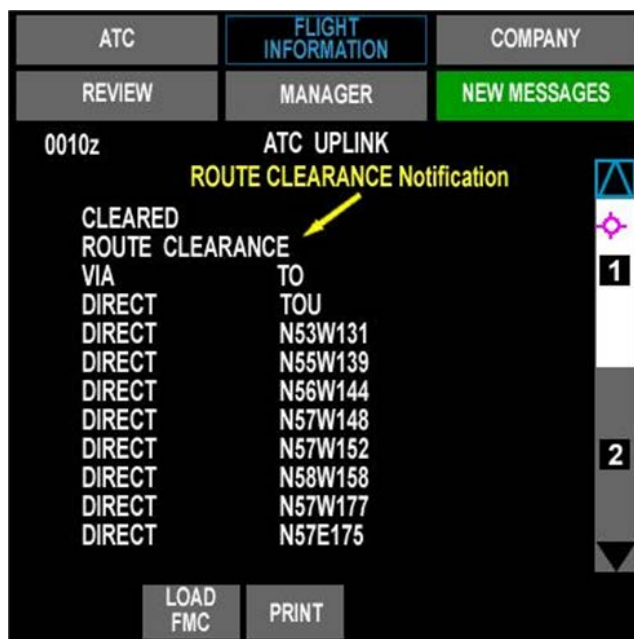 ATC
FLIGHT
INFORMATION
COMPANY
REVIEW
MANAGER
NEW MESSAGES
0010z ATC UPLINK
ROUTE CLEARANCE Notification
CLEARED
ROUTE CLEARANCE
VIA TO
DIRECT TOU
DIRECT N53W131
DIRECT N55W139
DIRECT N56W144
DIRECT N57W148
DIRECT N57W152
DIRECT N58W158
DIRECT N57W177
DIRECT N57E175
1
2
LOAD
FMC
PRINT